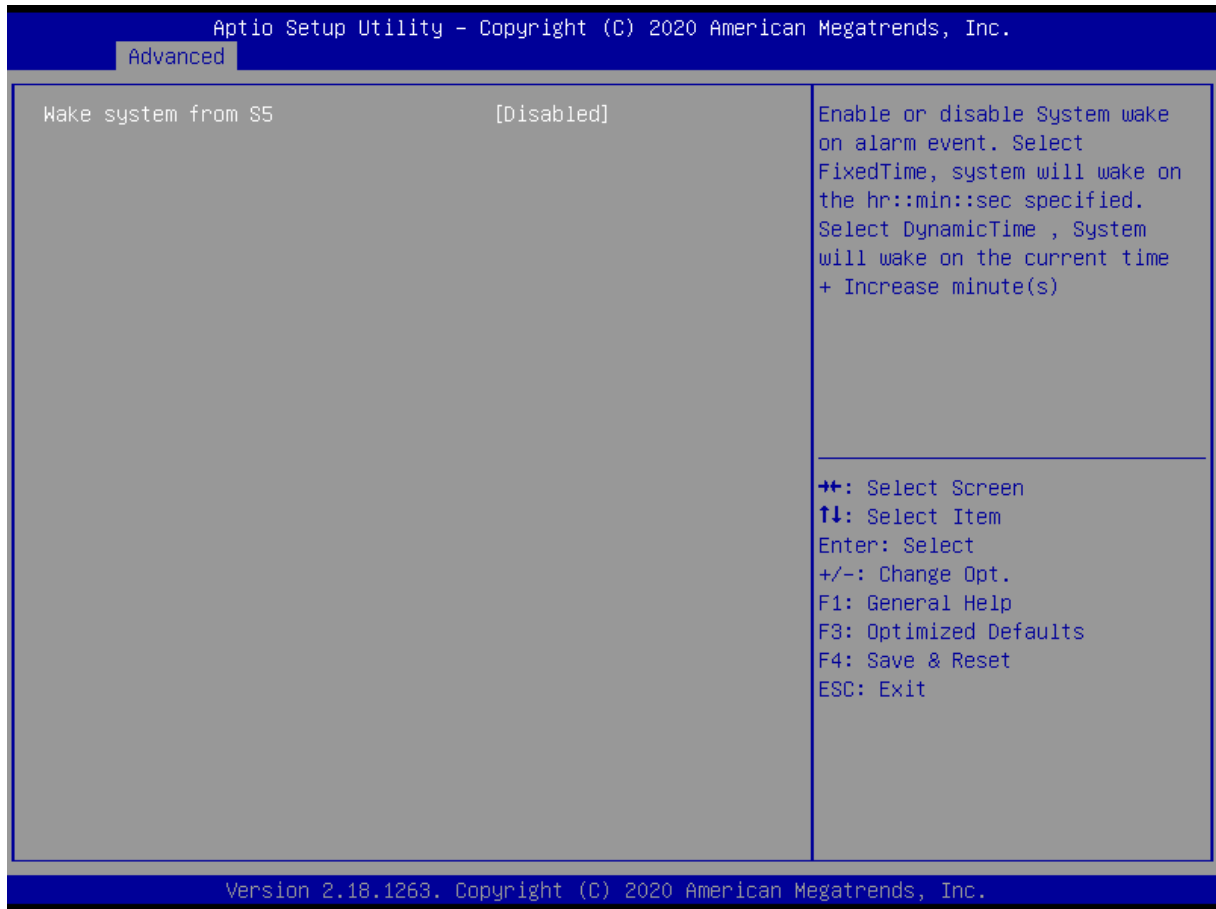 Aptio Setup Utility – Copyright (C) 2020 American Megatrends, Inc.
Advanced
Wake system from S5 [Disabled]
Enable or disable System wake
on alarm event. Select
FixedTime, system will wake on
the hr::min::sec specified.
Select DynamicTime , System
will wake on the current time
+ Increase minute(s)
→←: Select Screen
↑↓: Select Item
Enter: Select
+/-: Change Opt.
F1: General Help
F3: Optimized Defaults
F4: Save & Reset
ESC: Exit
Version 2.18.1263. Copyright (C) 2020 American Megatrends, Inc.